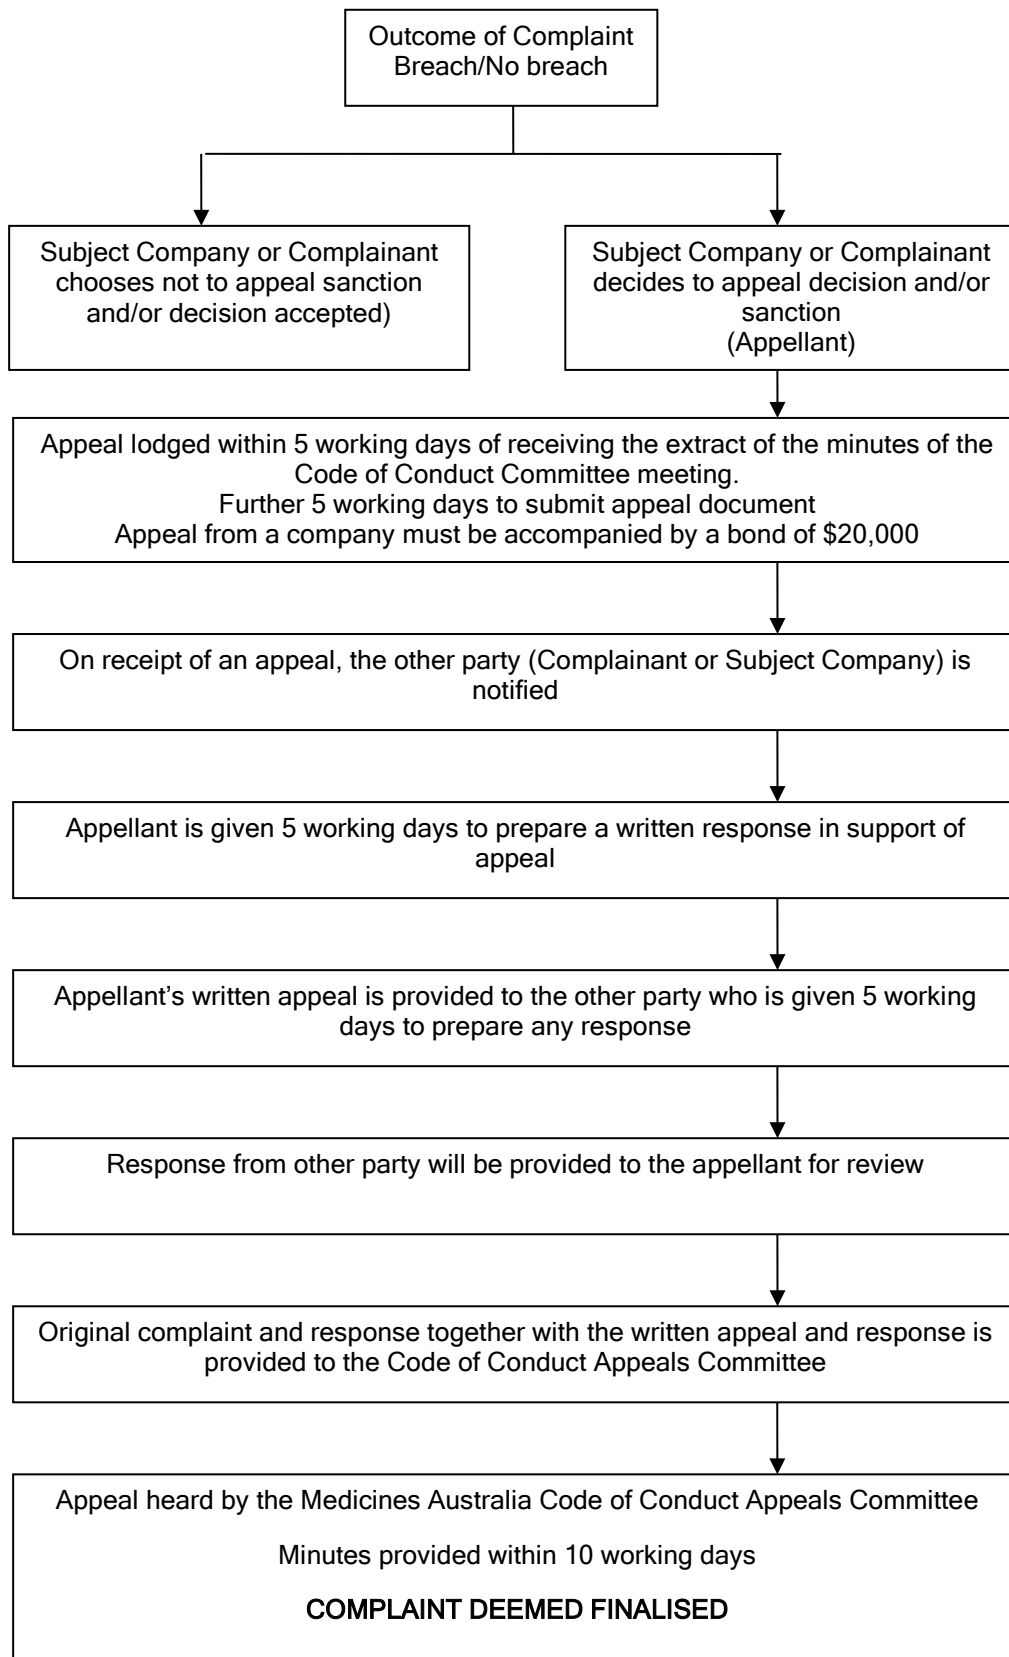 Outcome of Complaint
Breach/No breach
Subject Company or Complainant
chooses not to appeal sanction
and/or decision accepted)
Subject Company or Complainant
decides to appeal decision and/or
sanction
(Appellant)
Appeal lodged within 5 working days of receiving the extract of the minutes of the
Code of Conduct Committee meeting.
Further 5 working days to submit appeal document
Appeal from a company must be accompanied by a bond of $20,000
On receipt of an appeal, the other party (Complainant or Subject Company) is
notified
Appellant is given 5 working days to prepare a written response in support of
appeal
Appellant’s written appeal is provided to the other party who is given 5 working
days to prepare any response
Response from other party will be provided to the appellant for review
Original complaint and response together with the written appeal and response is
provided to the Code of Conduct Appeals Committee
Appeal heard by the Medicines Australia Code of Conduct Appeals Committee
Minutes provided within 10 working days
COMPLAINT DEEMED FINALISED